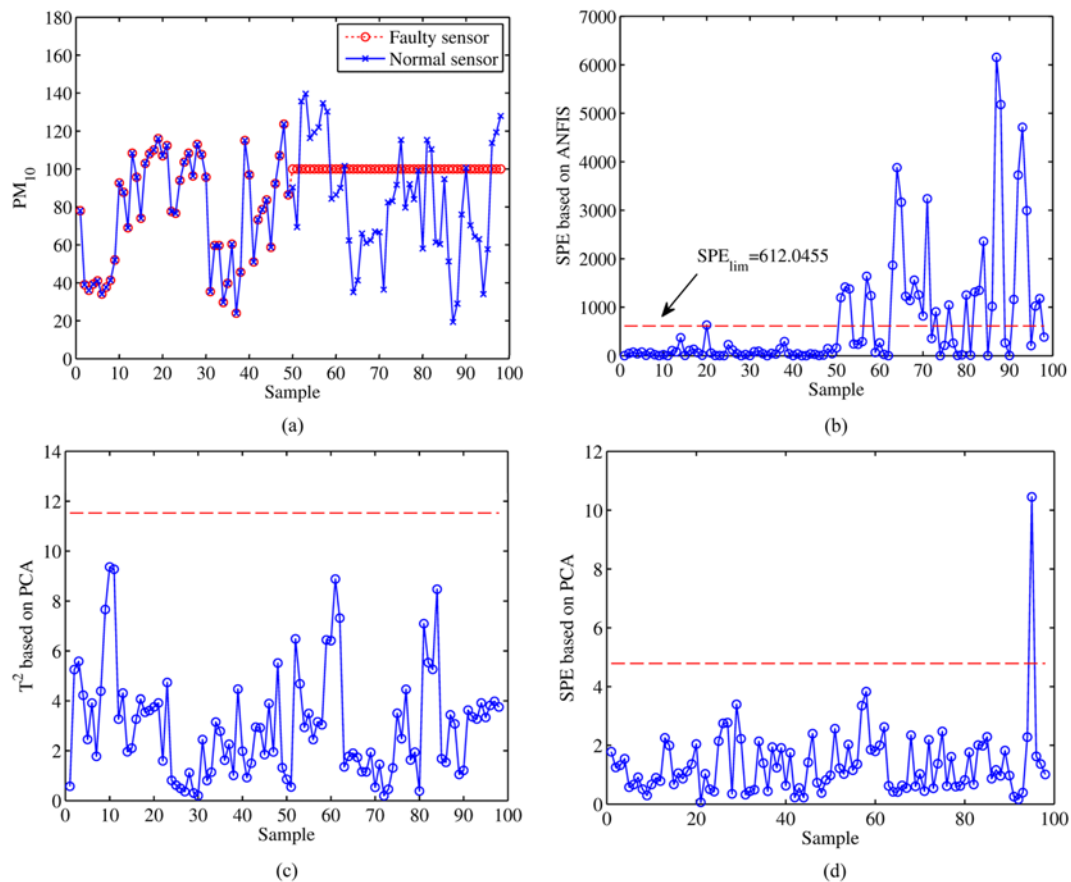 180
160
140
120
100
80
60
40
20
0
PM10
Faulty sensor
Normal sensor
0 10 20 30 40 50 60 70 80 90 100
Sample
(a)
7000
6000
5000
4000
3000
2000
1000
0
SPE based on ANFIS
SPElim=612.0455
0 10 20 30 40 50 60 70 80 90 100
Sample
(b)
14
12
10
8
6
4
2
0
T2 based on PCA
0 10 20 30 40 50 60 70 80 90 100
Sample
(c)
12
10
8
6
4
2
0
SPE based on PCA
0 20 40 60 80 100
Sample
(d)